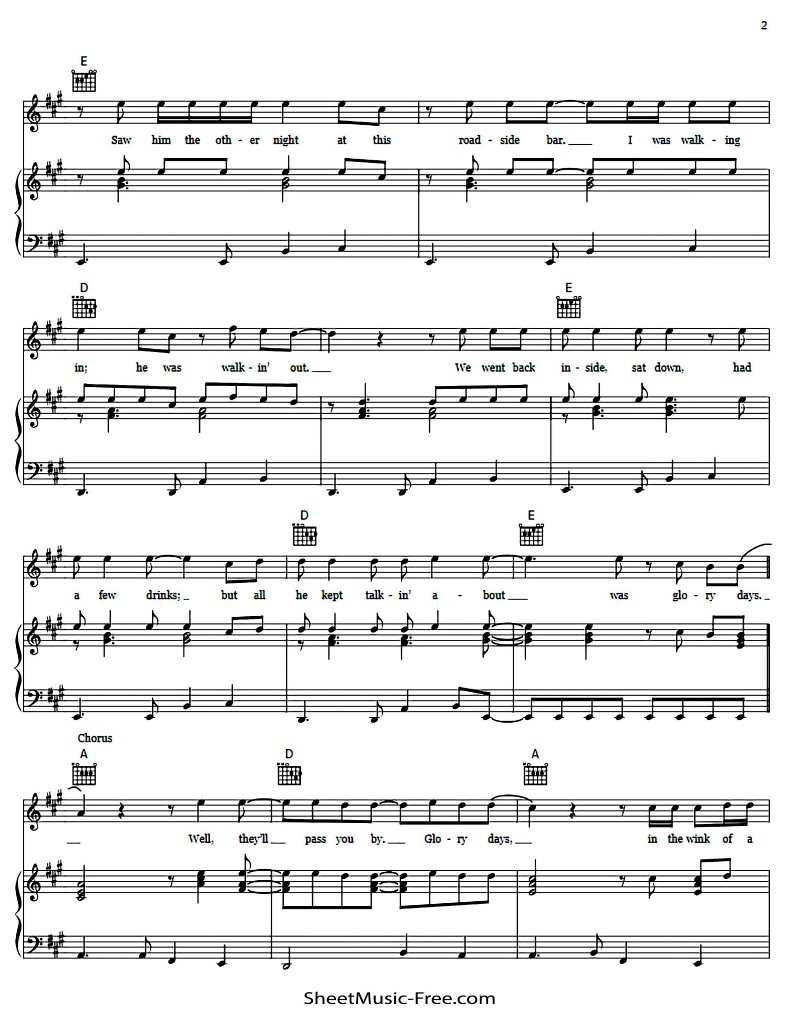 2
E
Saw him the oth - er night at this road - side bar. I was walk - ing
D E
in; he was walk - in' out. We went back in - side, sat down, had
D E
a few drinks; but all he kept talk - in' a - bout was glo - ry days.
Chorus
A D A
Well, they'll pass you by. Glo - ry days, in the wink of a
SheetMusic-Free.com